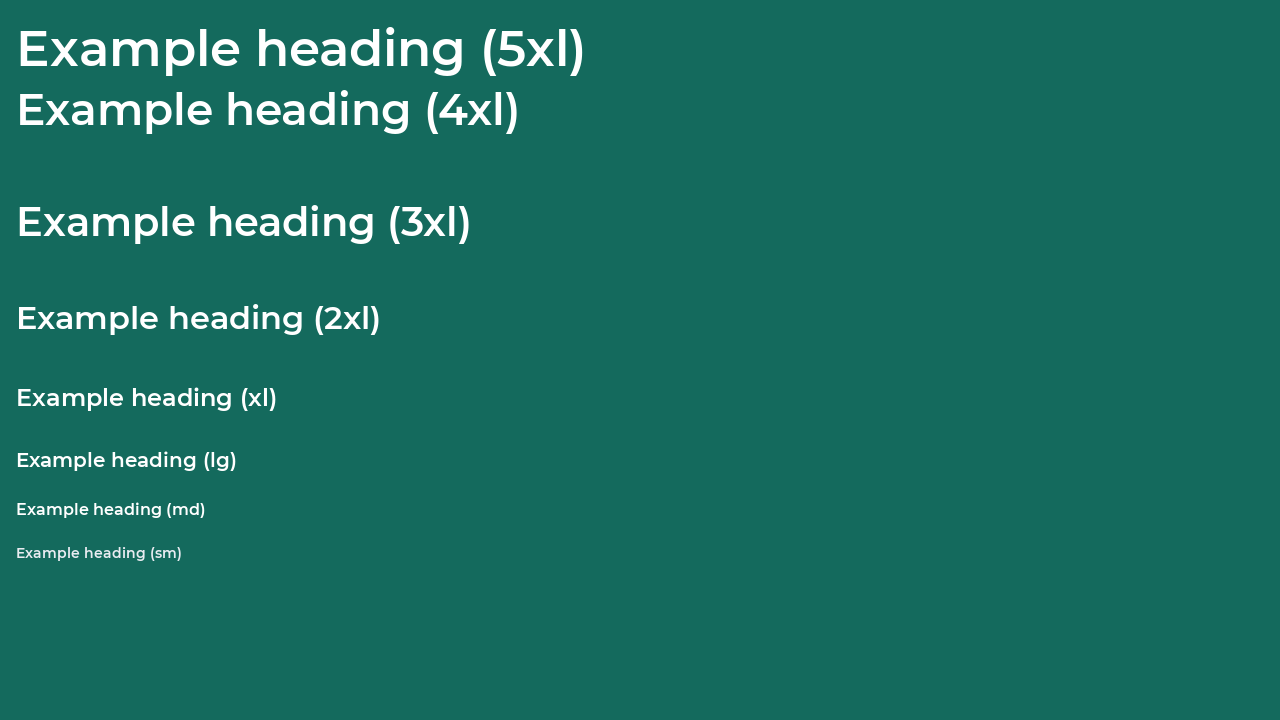 Example heading (5xl)
Example heading (4xl)
Example heading (3xl)
Example heading (2xl)
Example heading (xl)
Example heading (lg)
Example heading (md)
Example heading (sm)